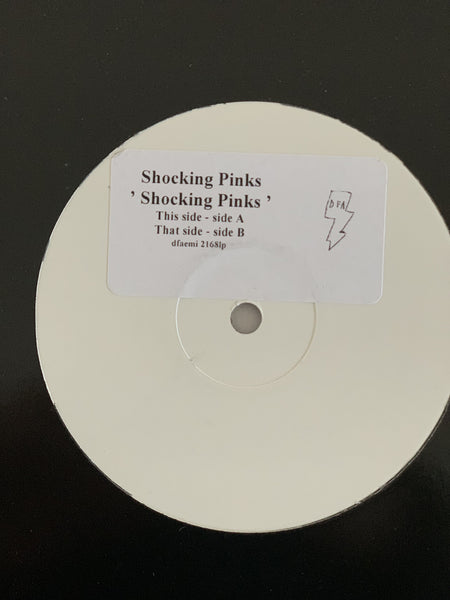 Shocking Pinks
' Shocking Pinks '
This side - side A
That side - side B
dfaemi 2168lp
DFA